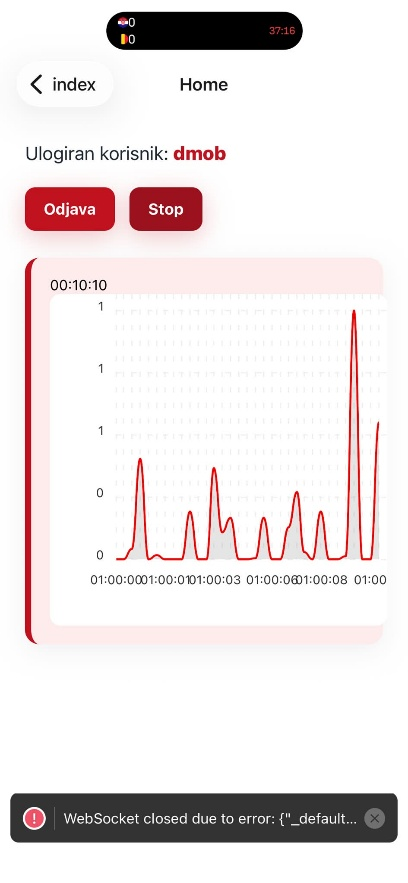 0
0
37:16
index
Home
Ulogiran korisnik: dmob
Odjava
Stop
00:10:10
1
1
1
0
0
01:00:00
01:00:01
01:00:03
01:00:06
01:00:08
01:00
WebSocket closed due to error: {"_default...